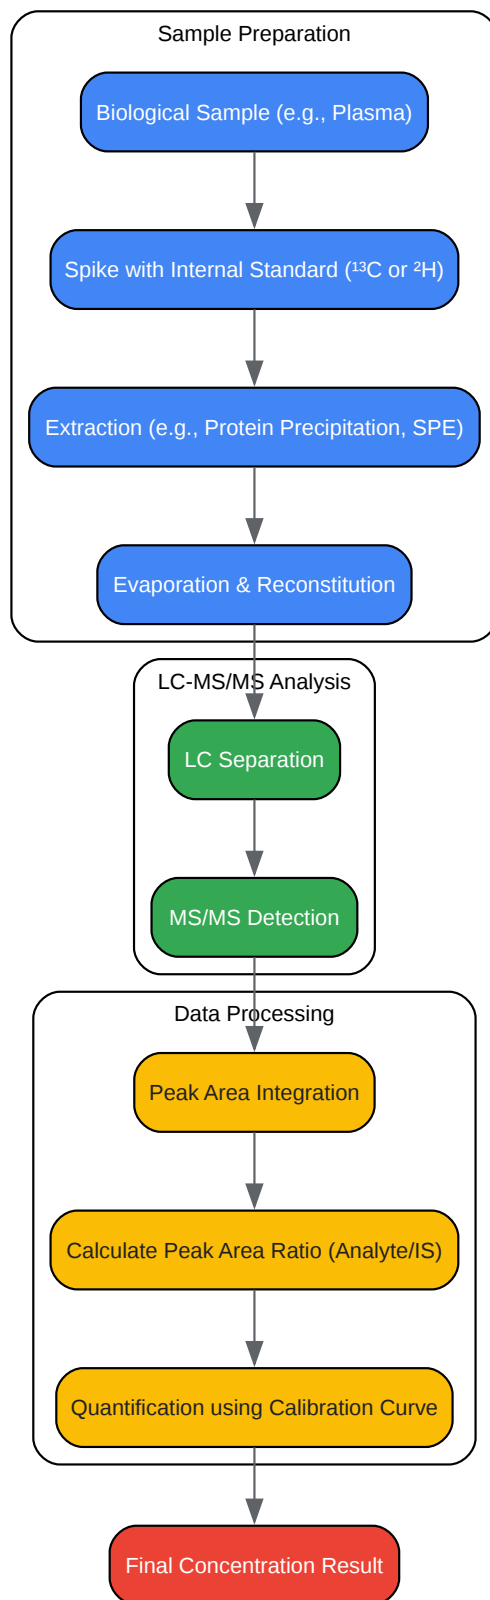 Sample Preparation
Biological Sample (e.g., Plasma)
Spike with Internal Standard (¹³C or ²H)
Extraction (e.g., Protein Precipitation, SPE)
Evaporation & Reconstitution
LC-MS/MS Analysis
LC Separation
MS/MS Detection
Data Processing
Peak Area Integration
Calculate Peak Area Ratio (Analyte/IS)
Quantification using Calibration Curve
Final Concentration Result